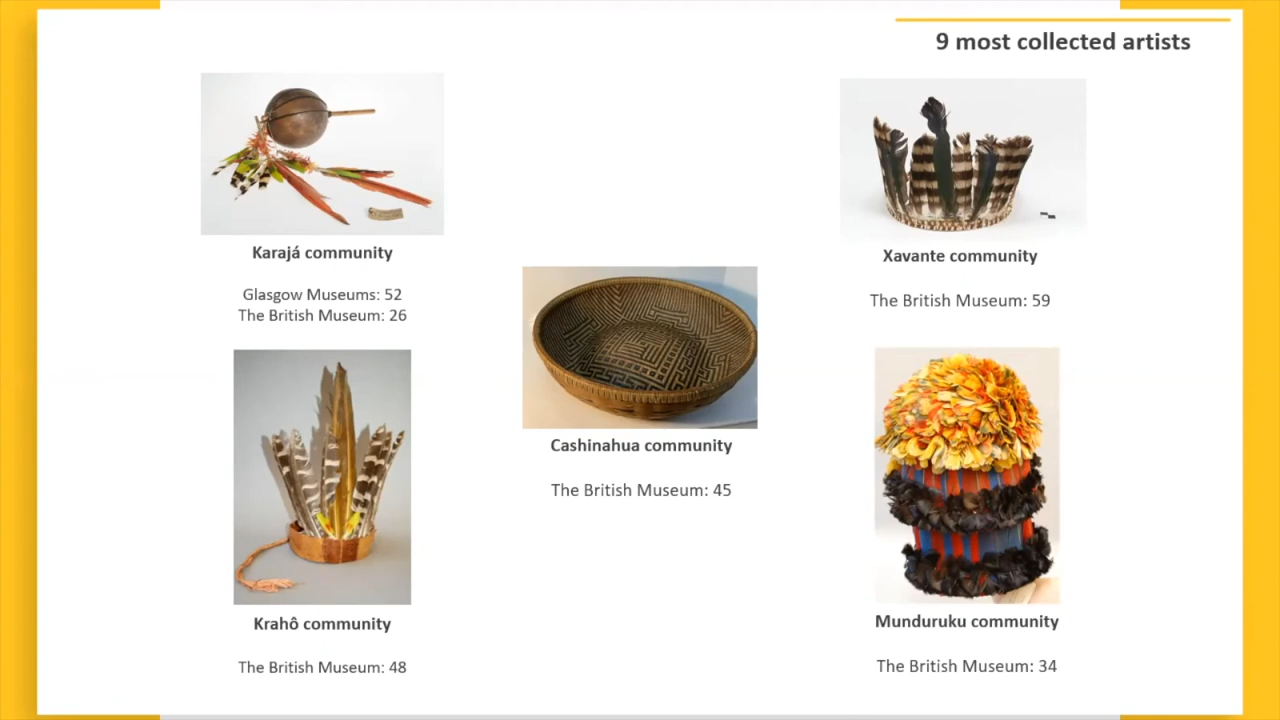 9 most collected artists
Karajá community
Glasgow Museums: 52
The British Museum: 26
Xavante community
The British Museum: 59
Cashinahua community
The British Museum: 45
Krahô community
The British Museum: 48
Munduruku community
The British Museum: 34